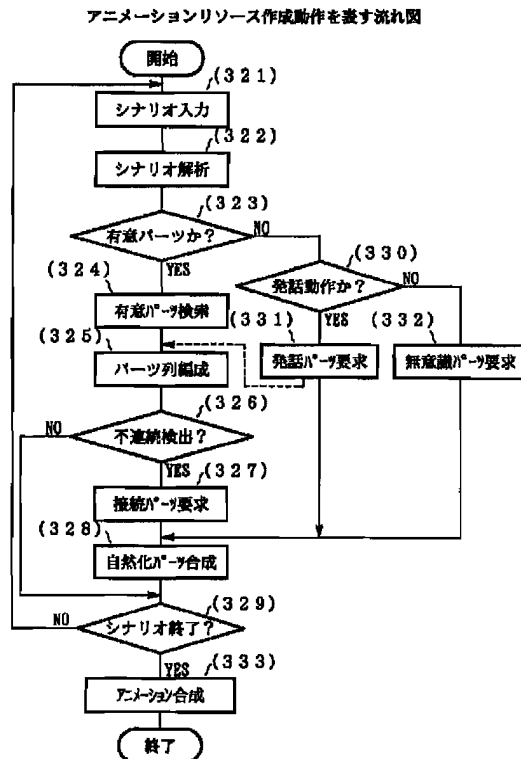 アニメーションリソース作成動作を表す流れ図
開始
(321)
シナリオ入力
(322)
シナリオ解析
(323)
有意パーツか？
NO
YES
(324)
有意パーツ検索
(330)
発話動作か？
NO
YES
(325)
パーツ列編成
(331)
発話パーツ要求
(332)
無意識パーツ要求
(326)
不連続検出？
NO
YES
(327)
接続パーツ要求
(328)
自然化パーツ合成
(329)
シナリオ終了？
NO
YES
(333)
アニメーション合成
終了